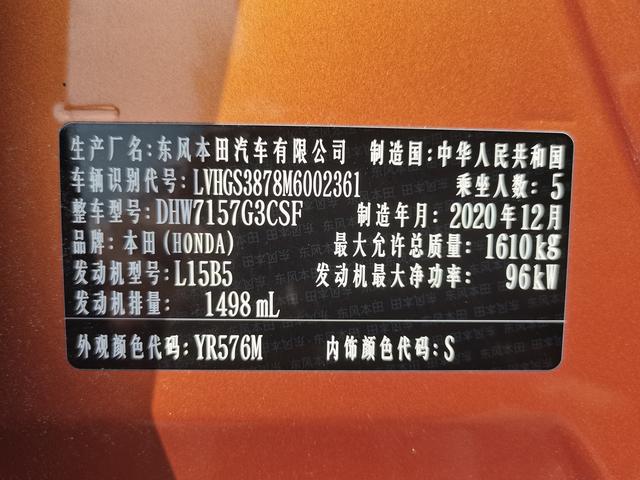 生产厂名:东风本田汽车有限公司 制造国:中华人民共和国
车辆识别代号:LVHGS3878M6002361 乘坐人数:5
整车型号:DHW7157G3CSF 制造年月:2020年12月
品牌:本田(HONDA) 最大允许总质量:1610kg
发动机型号:L15B5 发动机最大净功率: 96kW
发动机排量: 1498mL
外观颜色代码:YR576M 内饰颜色代码:S